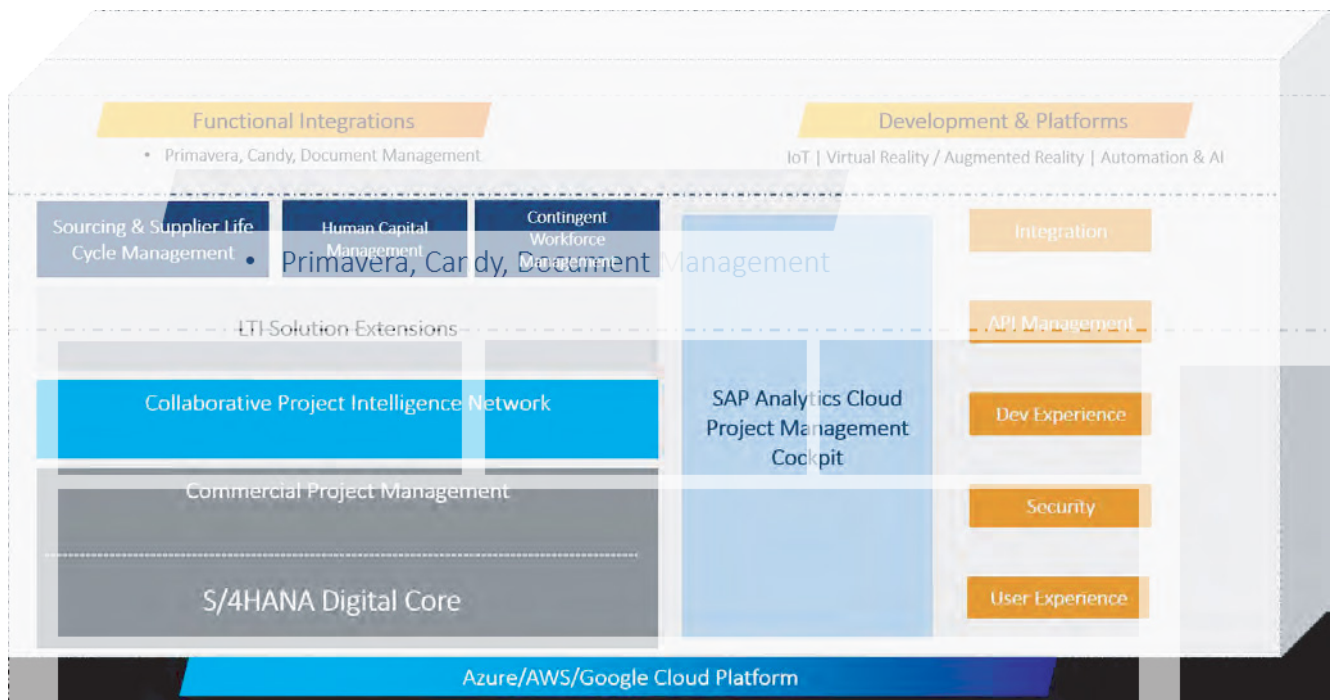 Functional Integrations
• Primavera, Candy, Document Management
Development & Platforms
IoT | Virtual Reality / Augmented Reality | Automation & AI
Sourcing & Supplier Life
Cycle Management
Human Capital
Management
Contingent
Workforce
Management
• Primavera, Candy, Document Management
LTI Solution Extensions
Collaborative Project Intelligence Network
Commercial Project Management
S/4HANA Digital Core
SAP Analytics Cloud
Project Management
Cockpit
Integration
API Management
Dev Experience
Security
User Experience
Azure/AWS/Google Cloud Platform